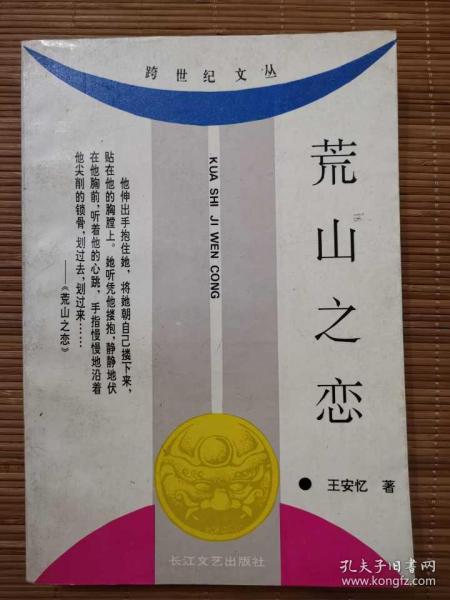 跨世纪文丛
荒山之恋
KUA SHI JI WEN CONG
他伸出手抱住她，将她朝自己搂下来，
贴在他的胸膛上。她听凭他搂抱，静静地伏
在他胸前，听着他的心跳，手指慢慢地沿着
他尖削的锁骨，划过去，划过来……
——《荒山之恋》
●王安忆 著
长江文艺出版社
孔夫子旧书网
www.kongfz.com